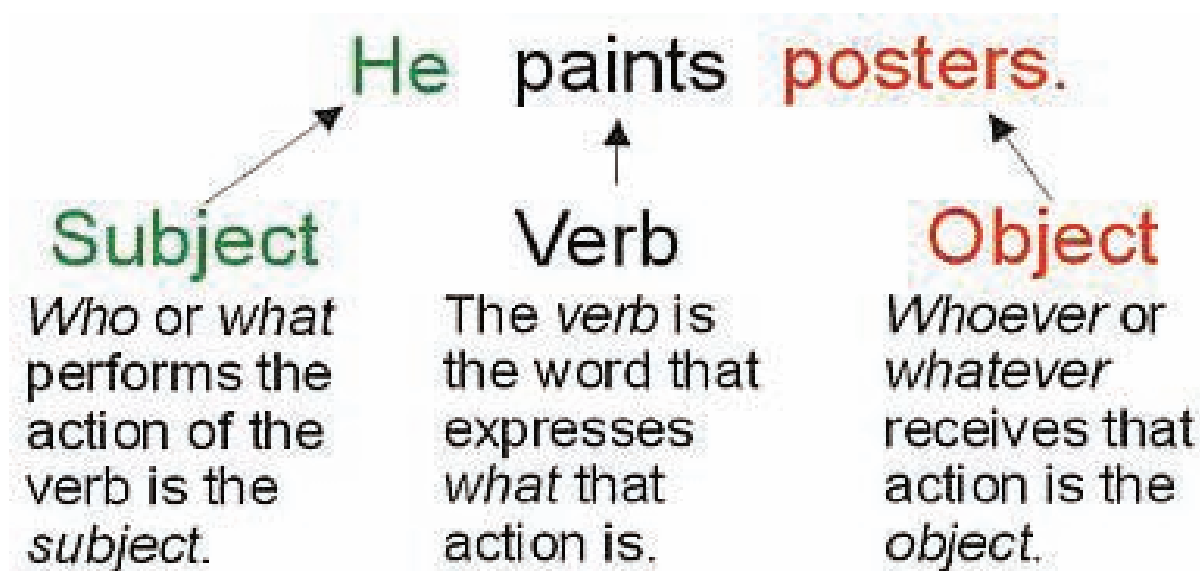 He paints posters.
Subject
Who or what
performs the
action of the
verb is the
subject.
Verb
The verb is
the word that
expresses
what that
action is.
Object
Whoever or
whatever
receives that
action is the
object.